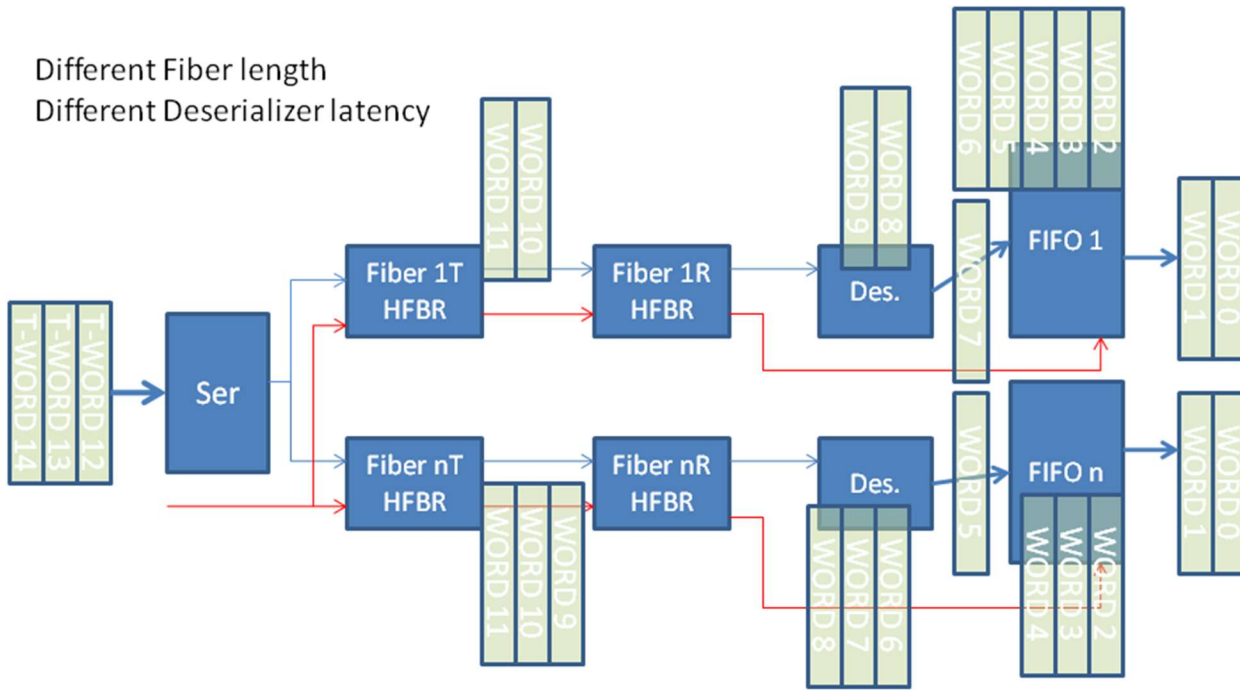 Different Fiber length
Different Deserializer latency
T-WORD 14
T-WORD 13
T-WORD 12
Ser
Fiber 1T
HFBR
WORD 11
WORD 10
Fiber 1R
HFBR
WORD 9
WORD 8
Des.
WORD 7
WORD 6
WORD 5
WORD 4
WORD 3
WORD 2
FIFO 1
WORD 1
WORD 0
Fiber nT
HFBR
WORD 11
WORD 10
WORD 9
Fiber nR
HFBR
Des.
WORD 8
WORD 7
WORD 6
WORD 5
FIFO n
WORD 4
WORD 3
WORD 2
WORD 1
WORD 0